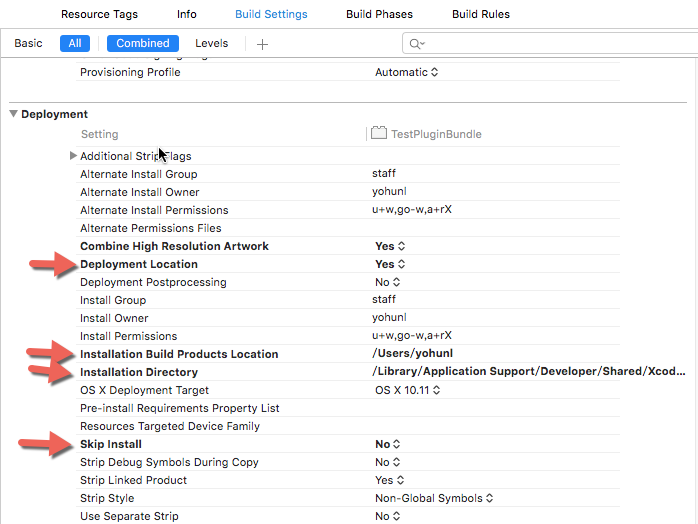 Resource Tags Info Build Settings Build Phases Build Rules
Basic All Combined Levels
Provisioning Profile Automatic
Deployment
Setting TestPluginBundle
Additional Strip Flags
Alternate Install Group staff
Alternate Install Owner yohunl
Alternate Install Permissions u+w,go-w,a+rX
Alternate Permissions Files
Combine High Resolution Artwork Yes
Deployment Location Yes
Deployment Postprocessing No
Install Group staff
Install Owner yohunl
Install Permissions u+w,go-w,a+rX
Installation Build Products Location /Users/yohunl
Installation Directory /Library/Application Support/Developer/Shared/Xcod...
OS X Deployment Target OS X 10.11
Pre-install Requirements Property List
Resources Targeted Device Family
Skip Install No
Strip Debug Symbols During Copy No
Strip Linked Product Yes
Strip Style Non-Global Symbols
Use Separate Strip No